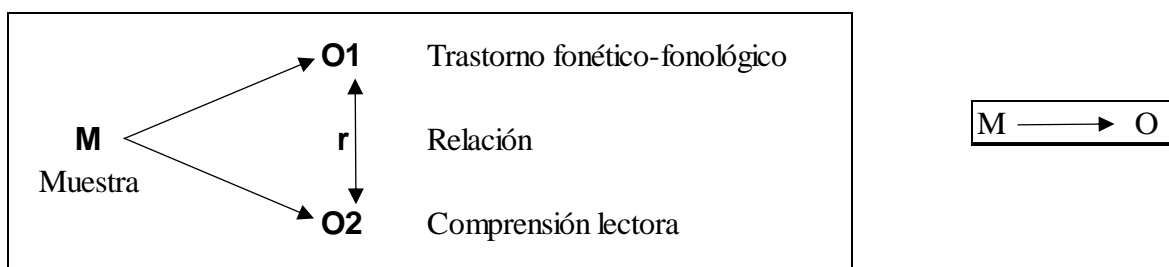 O1 Trastorno fonético-fonológico
M r Relación
Muestra
O2 Comprensión lectora
M O